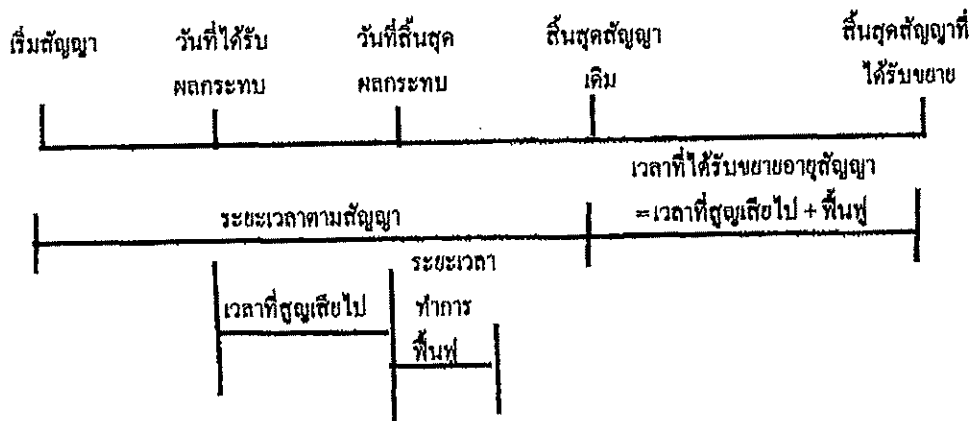 เริ่มสัญญา
วันที่ได้รับ
ผลกระทบ
วันที่สิ้นสุด
ผลกระทบ
สิ้นสุดสัญญา
เดิม
สิ้นสุดสัญญาที่
ได้รับขยาย
เวลาที่ได้รับขยายอายุสัญญา
=เวลาที่สูญเสียไป + ฟื้นฟู
ระยะเวลาตามสัญญา
เวลาที่สูญเสียไป
ระยะเวลา
ทำการ
ฟื้นฟู